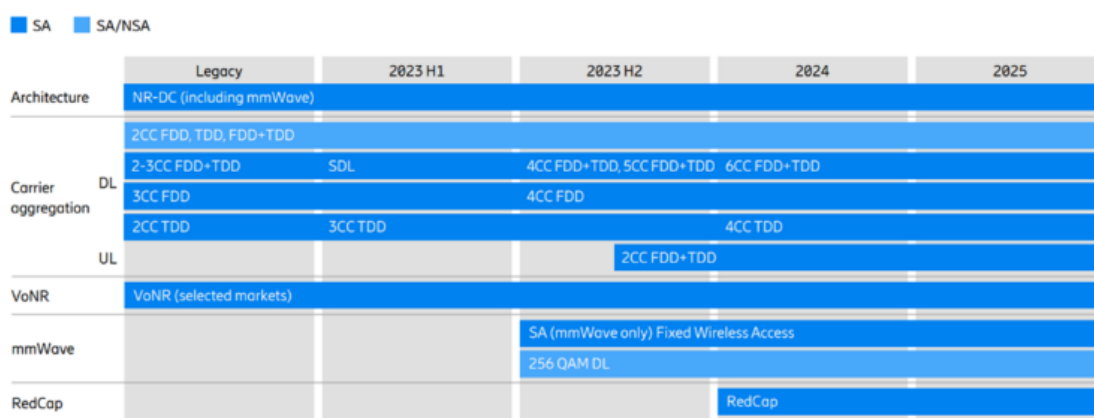 SA SA/NSA
Legacy 2023 H1 2023 H2 2024 2025
Architecture NR-DC (including mmWave)
2CC FDD, TDD, FDD+TDD
2-3CC FDD+TDD SDL 4CC FDD+TDD, 5CC FDD+TDD 6CC FDD+TDD
Carrier aggregation DL 3CC FDD 4CC FDD
2CC TDD 3CC TDD 4CC TDD
UL 2CC FDD+TDD
VoNR VoNR (selected markets)
mmWave SA (mmWave only) Fixed Wireless Access
256 QAM DL
RedCap RedCap